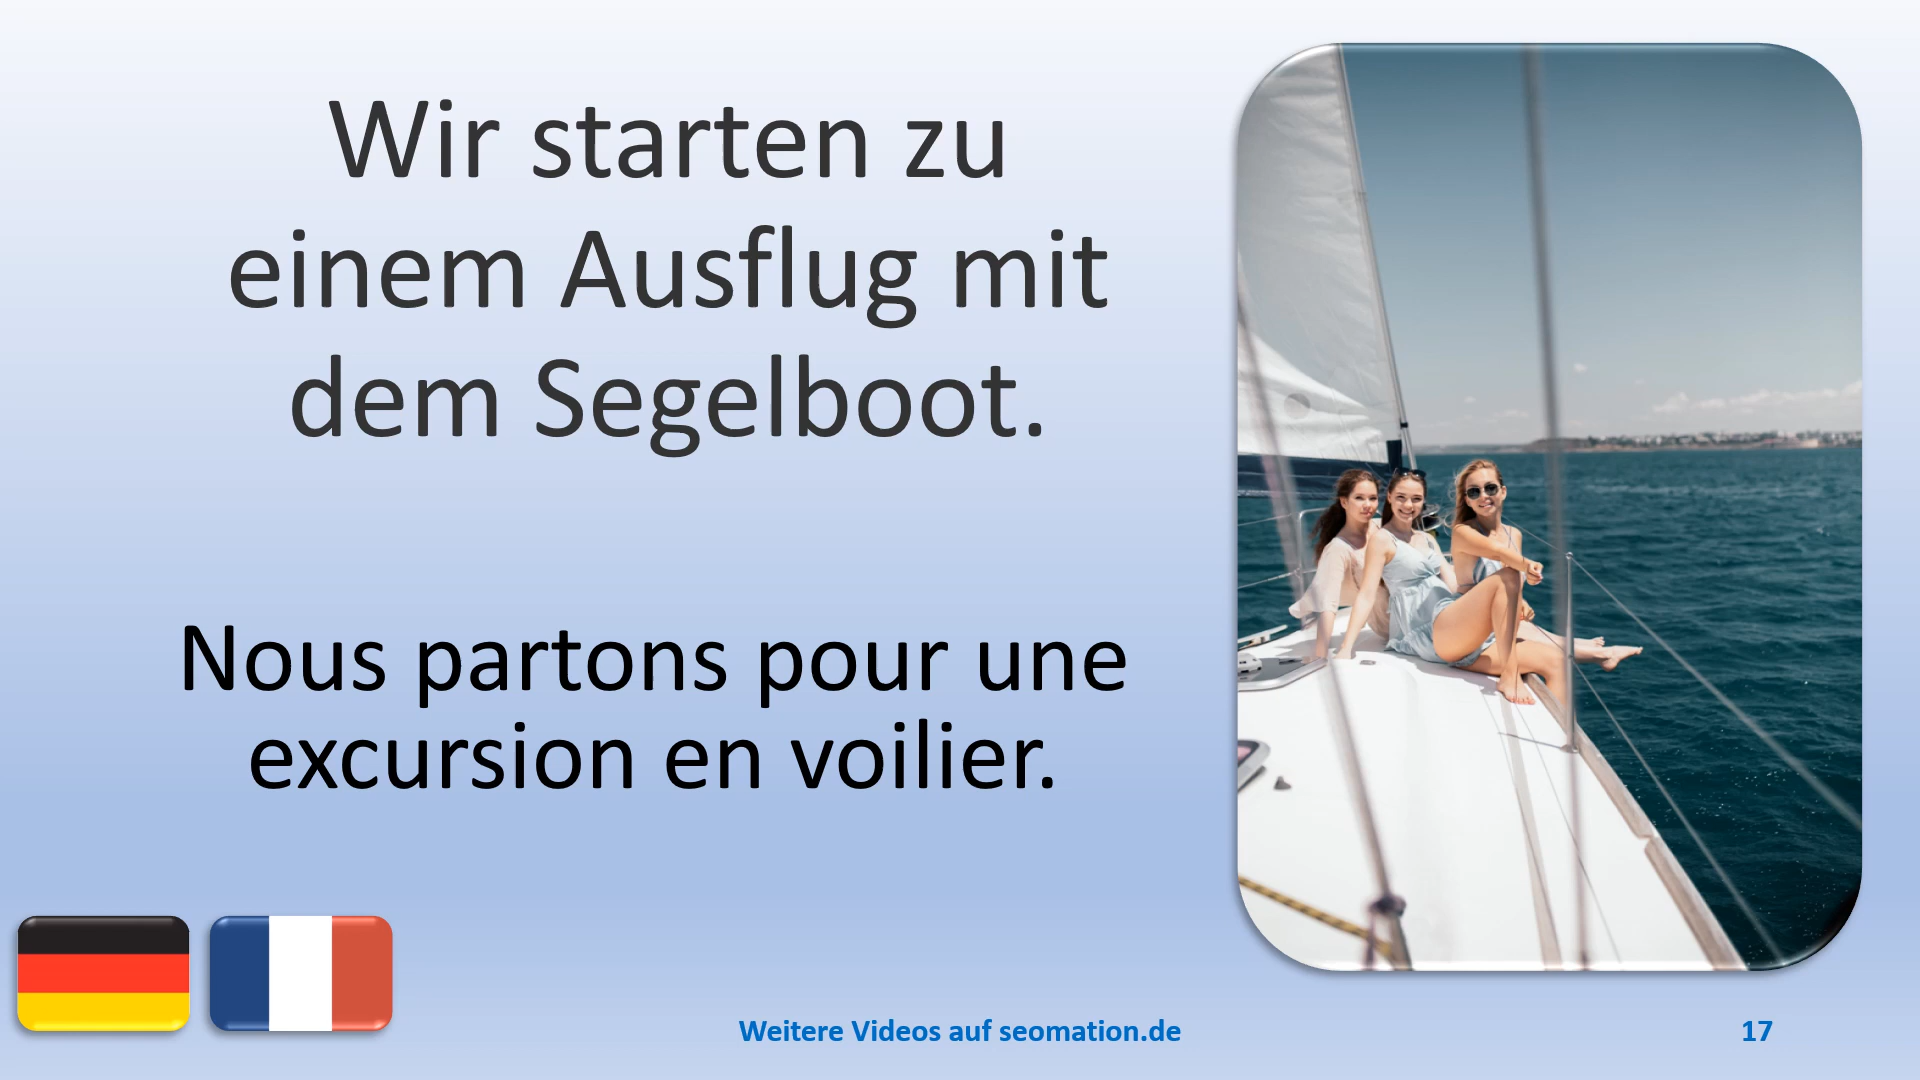 Wir starten zu
einem Ausflug mit
dem Segelboot.
Nous partons pour une
excursion en voilier.
Weitere Videos auf seomation.de
17